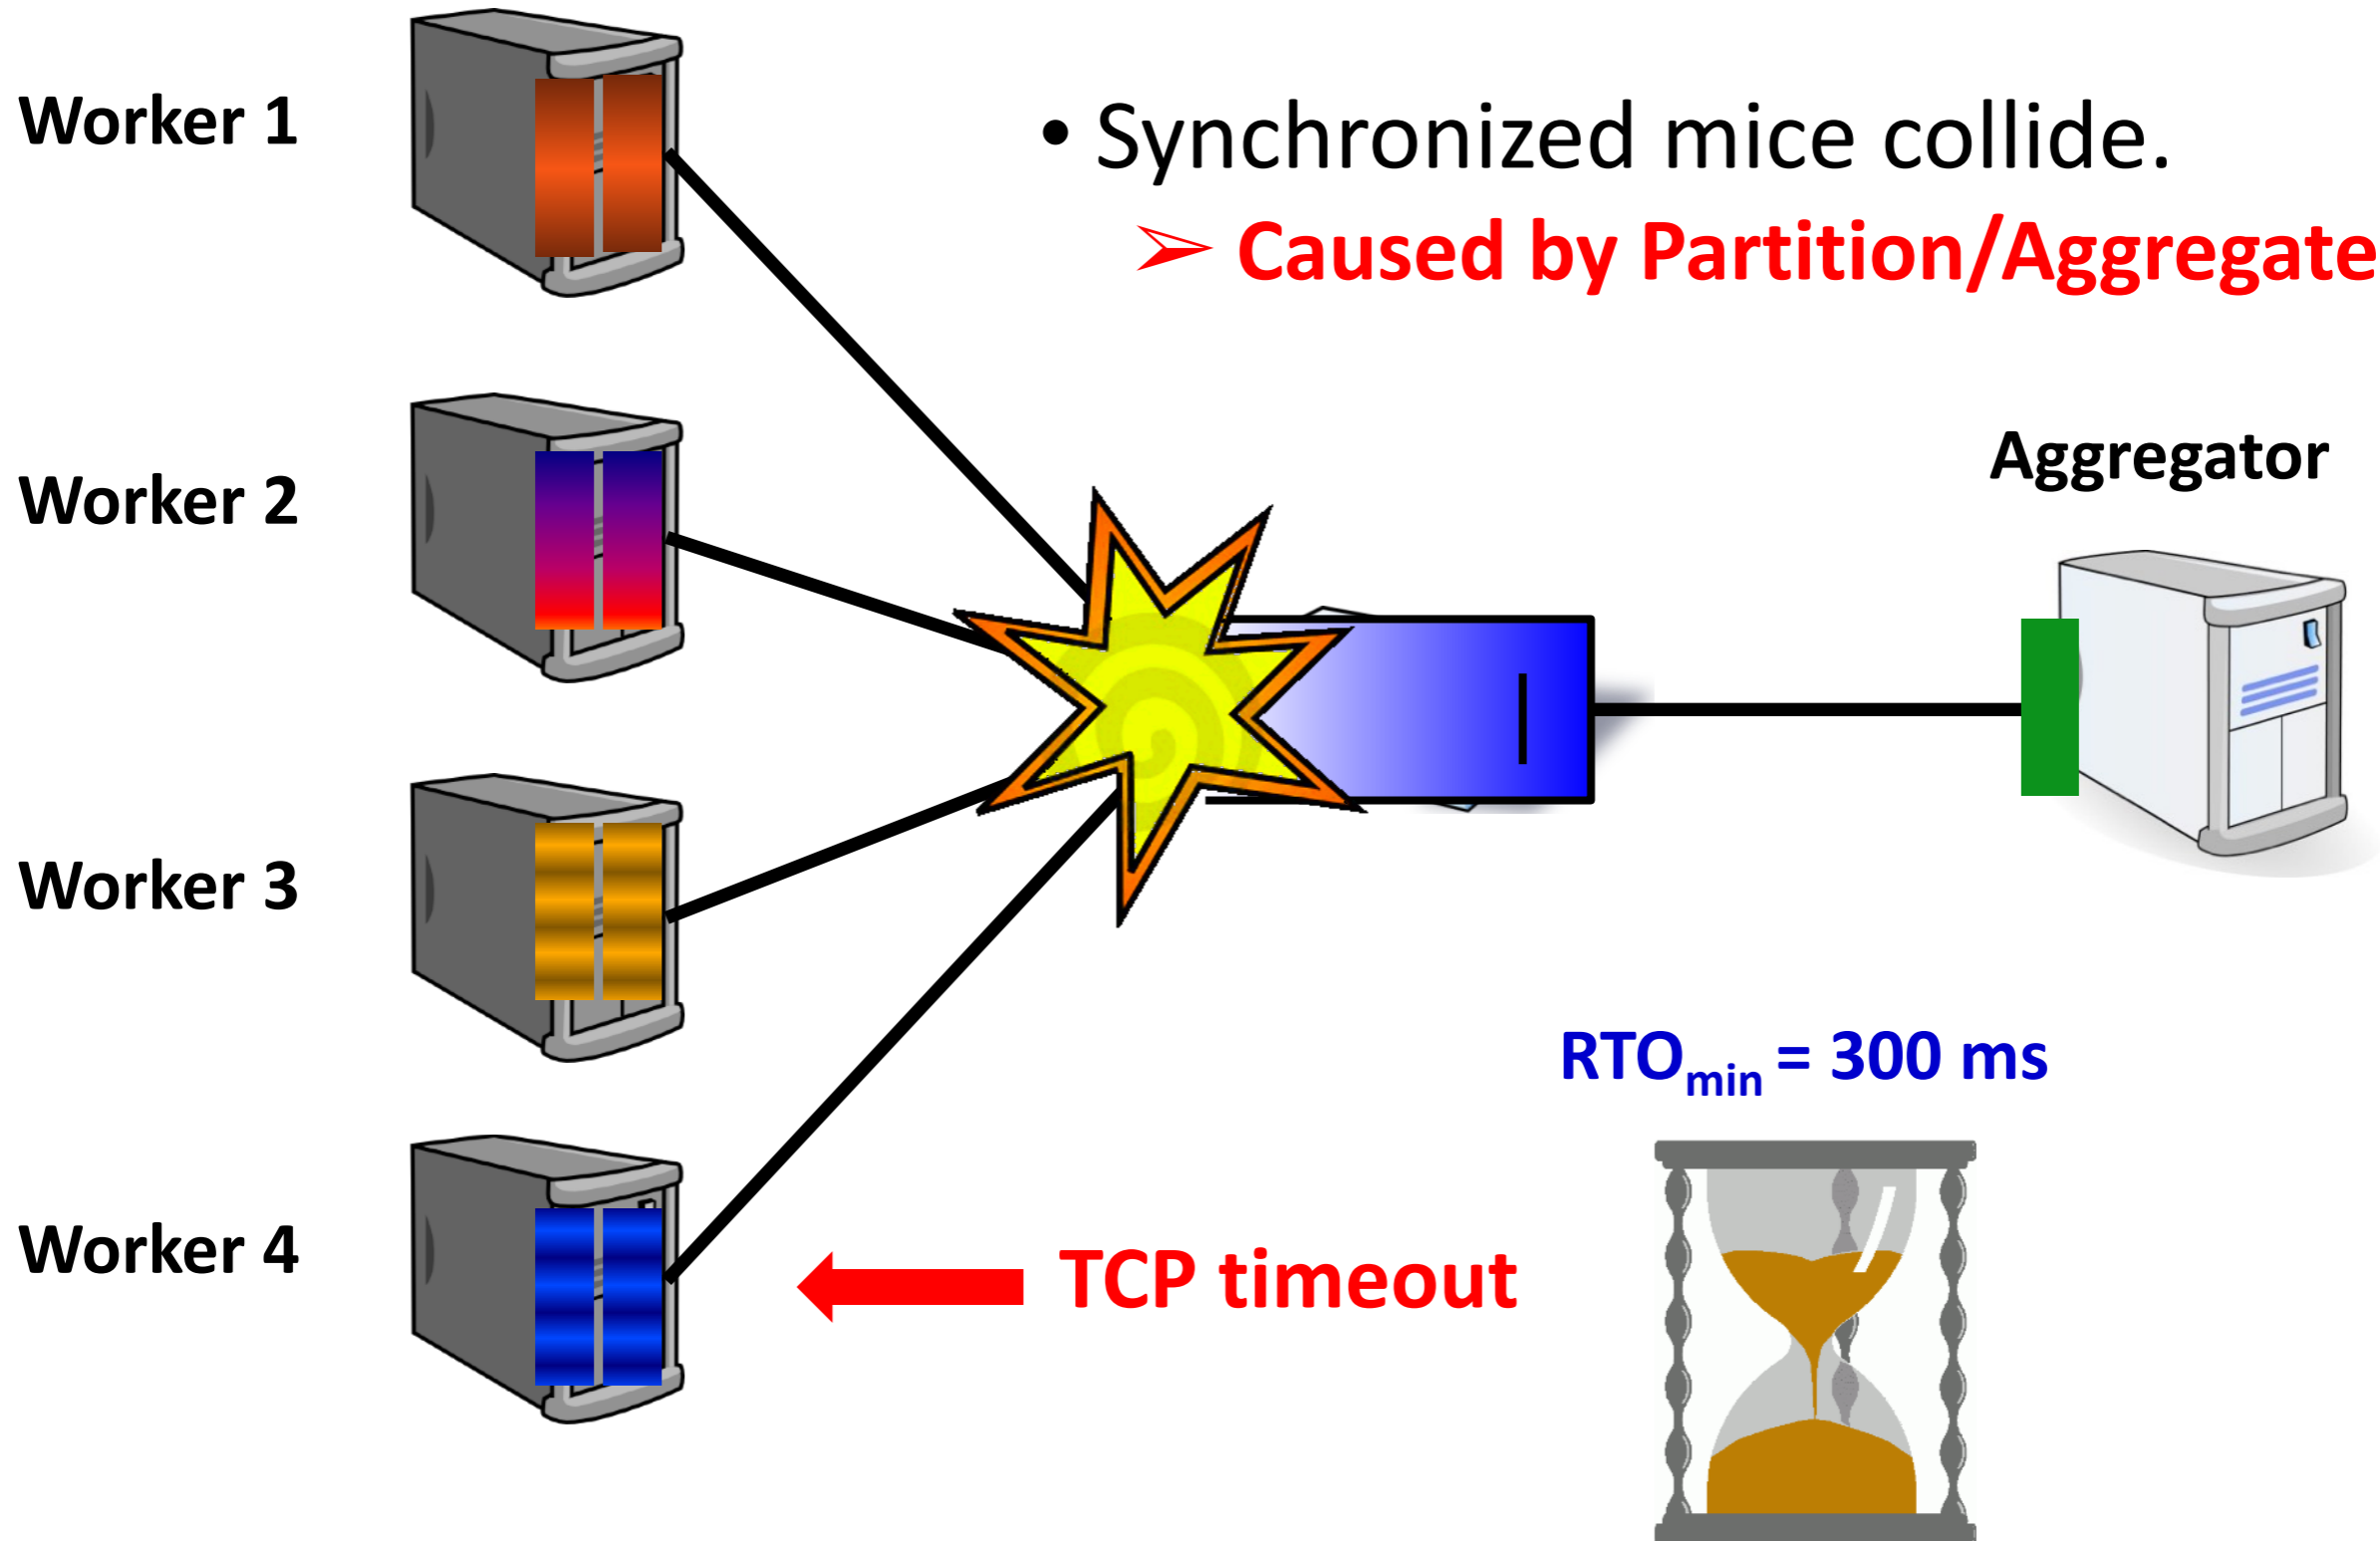 Worker 1
• Synchronized mice collide.
➢ Caused by Partition/Aggregate
Worker 2
Aggregator
Worker 3
RTOmin = 300 ms
Worker 4
TCP timeout